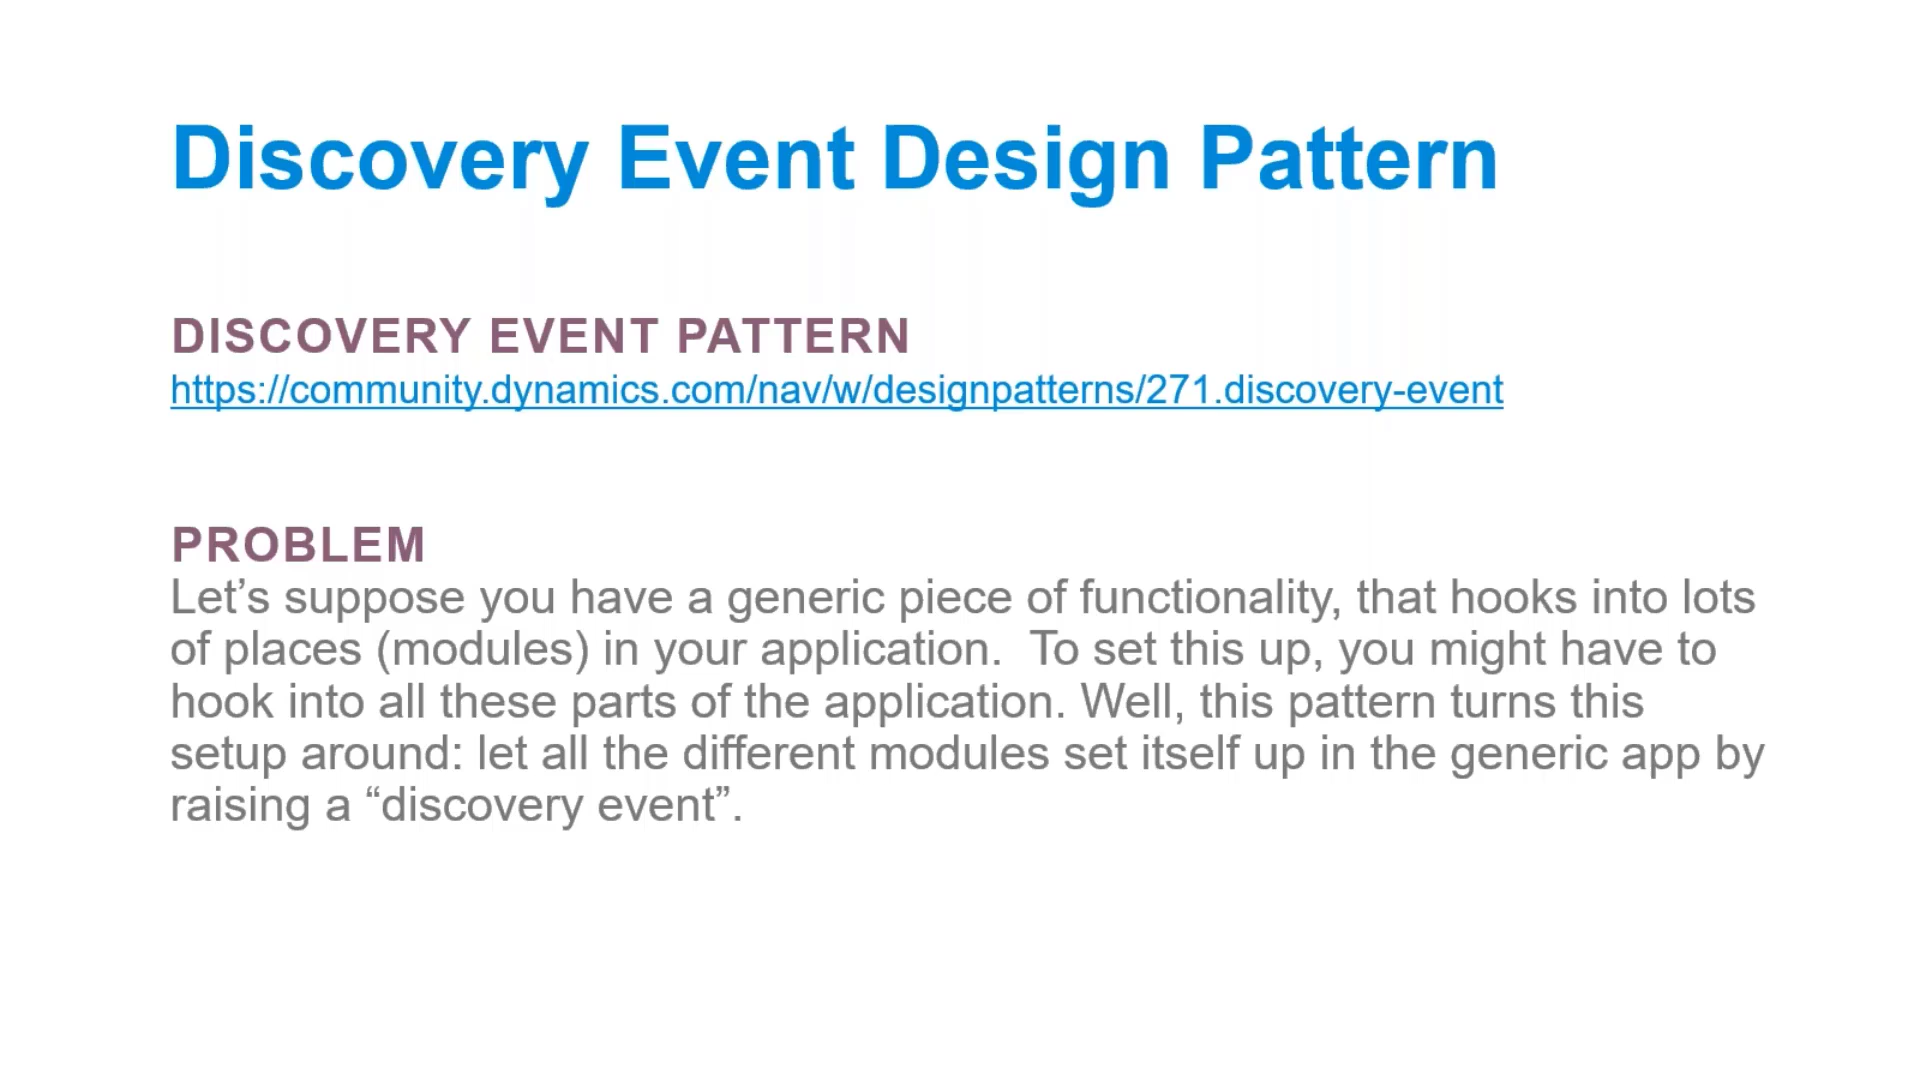 Discovery Event Design Pattern
DISCOVERY EVENT PATTERN
https://community.dynamics.com/nav/w/designpatterns/271.discovery-event
PROBLEM
Let’s suppose you have a generic piece of functionality, that hooks into lots
of places (modules) in your application.  To set this up, you might have to
hook into all these parts of the application. Well, this pattern turns this
setup around: let all the different modules set itself up in the generic app by
raising a “discovery event”.